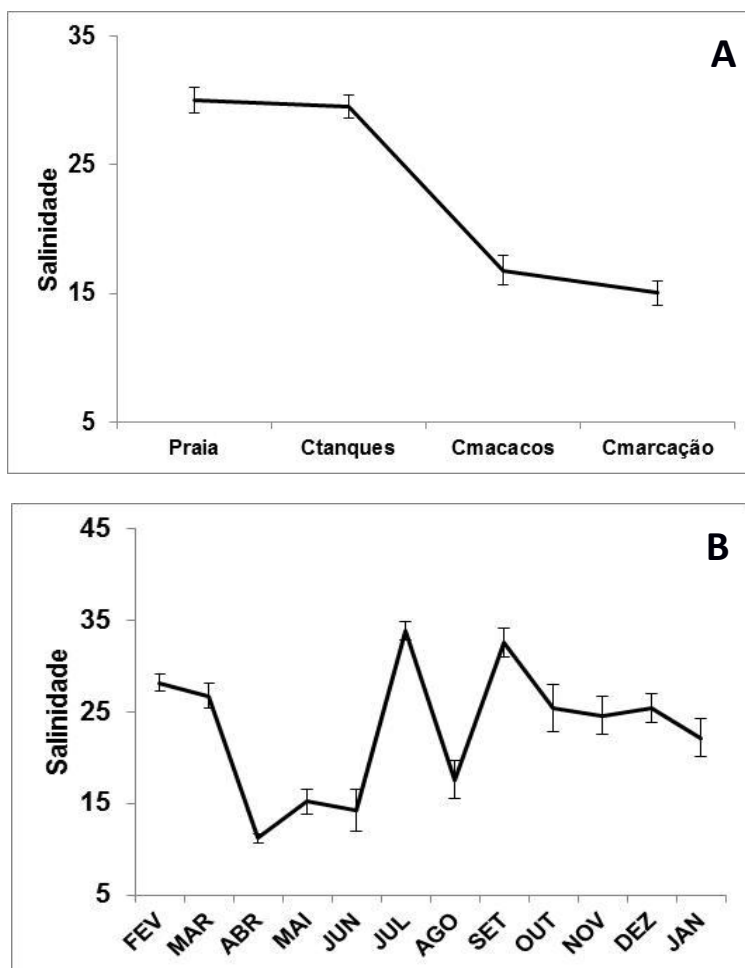 A
Salinidade
35
25
15
5
Praia Ctanques Cmacacos Cmarcação
B
Salinidade
45
35
25
15
5
FEV MAR ABR MAI JUN JUL AGO SET OUT NOV DEZ JAN